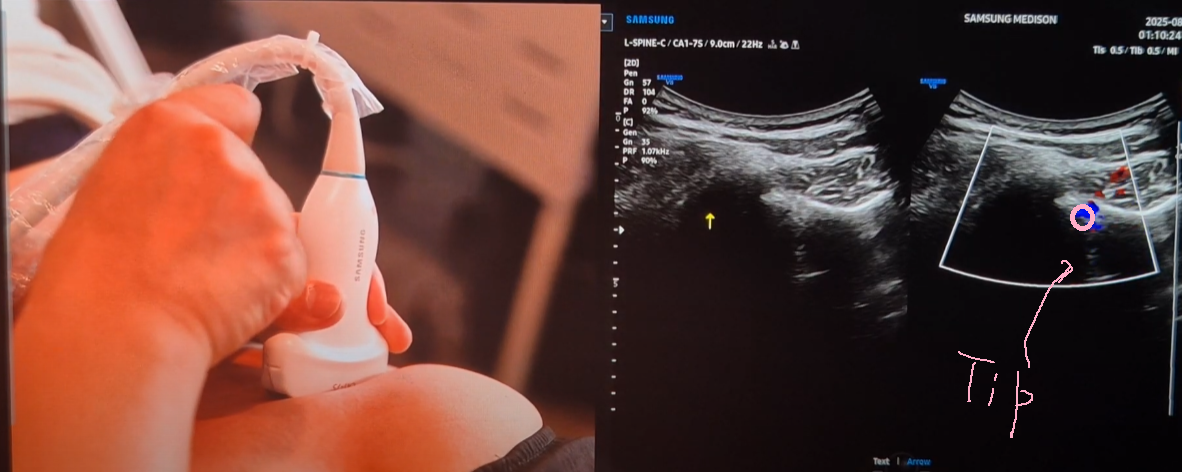 SAMSUNG
SAMSUNG MEDISON
2025-08
01:10:24
L-SPINE-C / CA1-7S / 9.0cm / 22Hz
TIs 0.5 / TIb 0.5 / MI
[2D]
Pen
Gn 57
DR 104
FA 0
P 92%
[C]
Gen
Gn 35
PRF 1.07kHz
P 90%
SAMSUNG
Tip
Text | Arrow